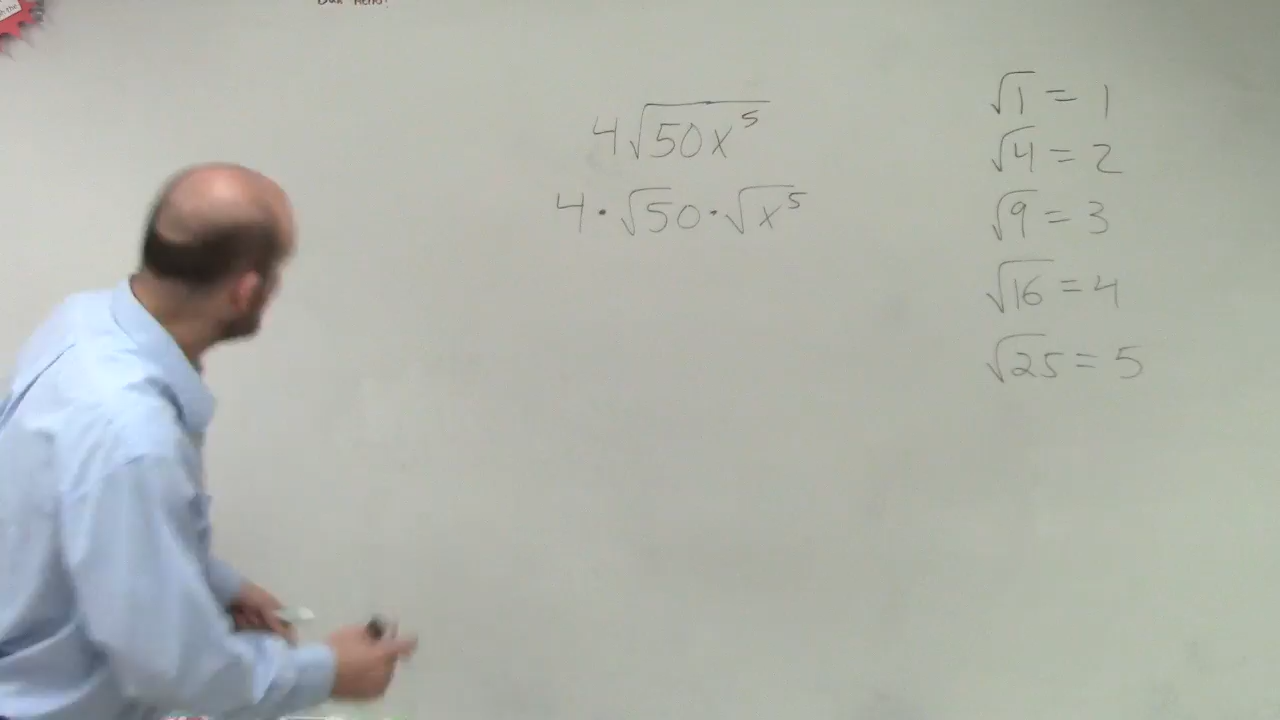 4√50x⁵
4·√50·√x⁵
√1 = 1
√4 = 2
√9 = 3
√16 = 4
√25 = 5